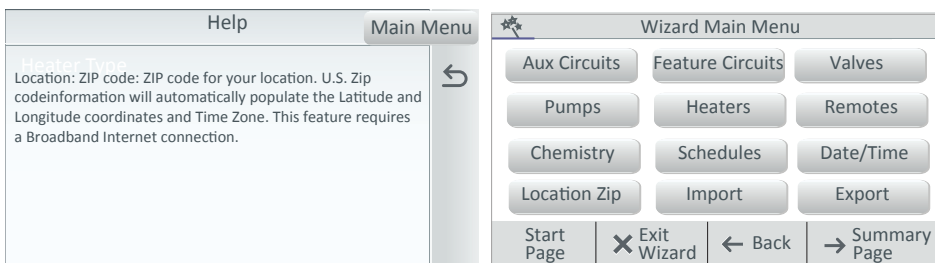 Help
Main Menu
Heater Type
Location: ZIP code: ZIP code for your location. U.S. Zip
codeinformation will automatically populate the Latitude and
Longitude coordinates and Time Zone. This feature requires
a Broadband Internet connection.
Wizard Main Menu
Aux Circuits
Feature Circuits
Valves
Pumps
Heaters
Remotes
Chemistry
Schedules
Date/Time
Location Zip
Import
Export
Start
Page
Exit
Wizard
Back
Summary
Page